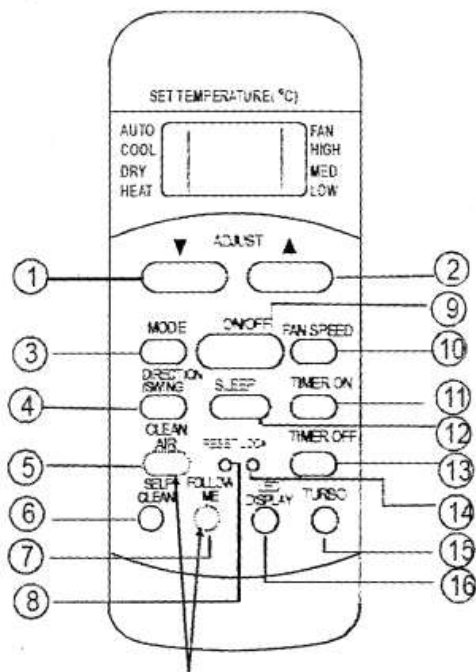 SET TEMPERATURE(°C)
AUTO FAN
COOL HIGH
DRY MED
HEAT LOW
▼ ADJUST ▲
① ②
⑨
MODE ON/OFF FAN SPEED
③ ⑩
DIRECTION
/SWING SLEEP TIMER ON
④ ⑪
⑫
CLEAN
AIR RESET LOCK TIMER OFF
⑤ ⑬
SELF
CLEAN FOLLOW
ME LED
DISPLAY TURBO
⑥ ⑭
⑦ ⑮
⑧ ⑯